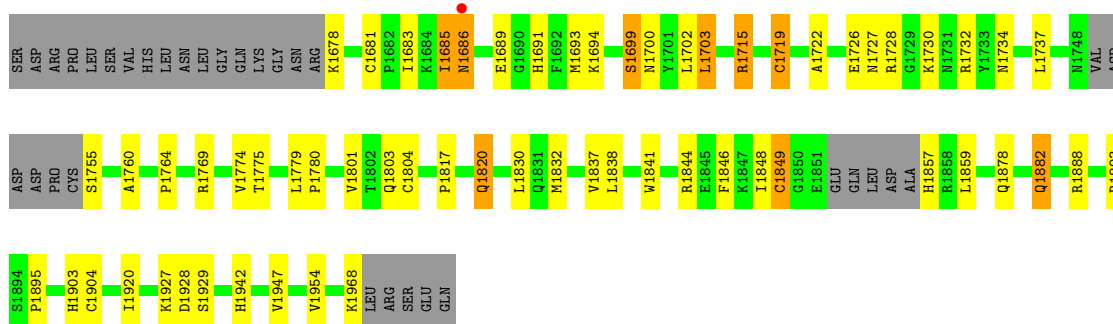 SER ASP ARG PRO LEU SER VAL HIS LEU ASN LEU GLY GLN LYS GLY ASN ARG K1678 C1681 P1682 I1683 K1684 I1685 N1686 E1689 G1690 H1691 F1692 M1693 K1694 S1699 N1700 Y1701 L1702 L1703 R1715 C1719 A1722 E1726 N1727 R1728 G1729 K1730 N1731 R1732 Y1733 N1734 L1737 N1748 VAL ASP
ASP ASP PRO CYS S1755 A1760 P1764 R1769 V1774 T1775 L1779 P1780 V1801 T1802 Q1803 C1804 P1817 Q1820 L1830 Q1831 M1832 V1837 L1838 W1841 R1844 E1845 F1846 K1847 I1848 C1849 G1850 E1851 GLU GLN LEU ASP ALA H1857 R1858 L1859 Q1878 Q1882 R1888
S1894 P1895 H1903 C1904 I1920 K1927 D1928 S1929 H1942 V1947 V1954 K1968 LEU ARG SER GLU GLN